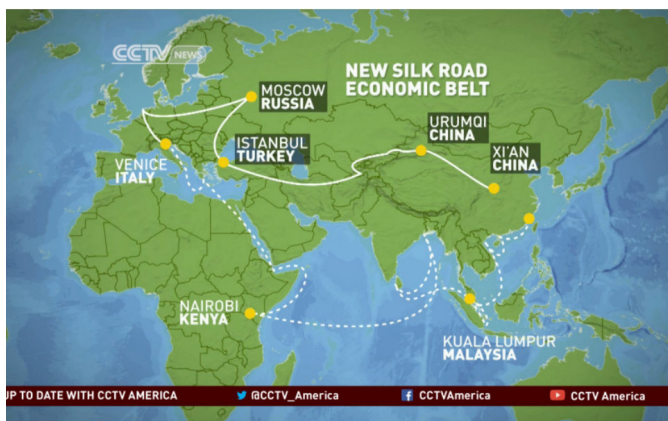 CCTV NEWS
NEW SILK ROAD
ECONOMIC BELT
MOSCOW
RUSSIA
URUMQI
CHINA
ISTANBUL
TURKEY
XI'AN
CHINA
VENICE
ITALY
NAIROBI
KENYA
KUALA LUMPUR
MALAYSIA
UP TO DATE WITH CCTV AMERICA @CCTV_America CCTVAmerica CCTV America